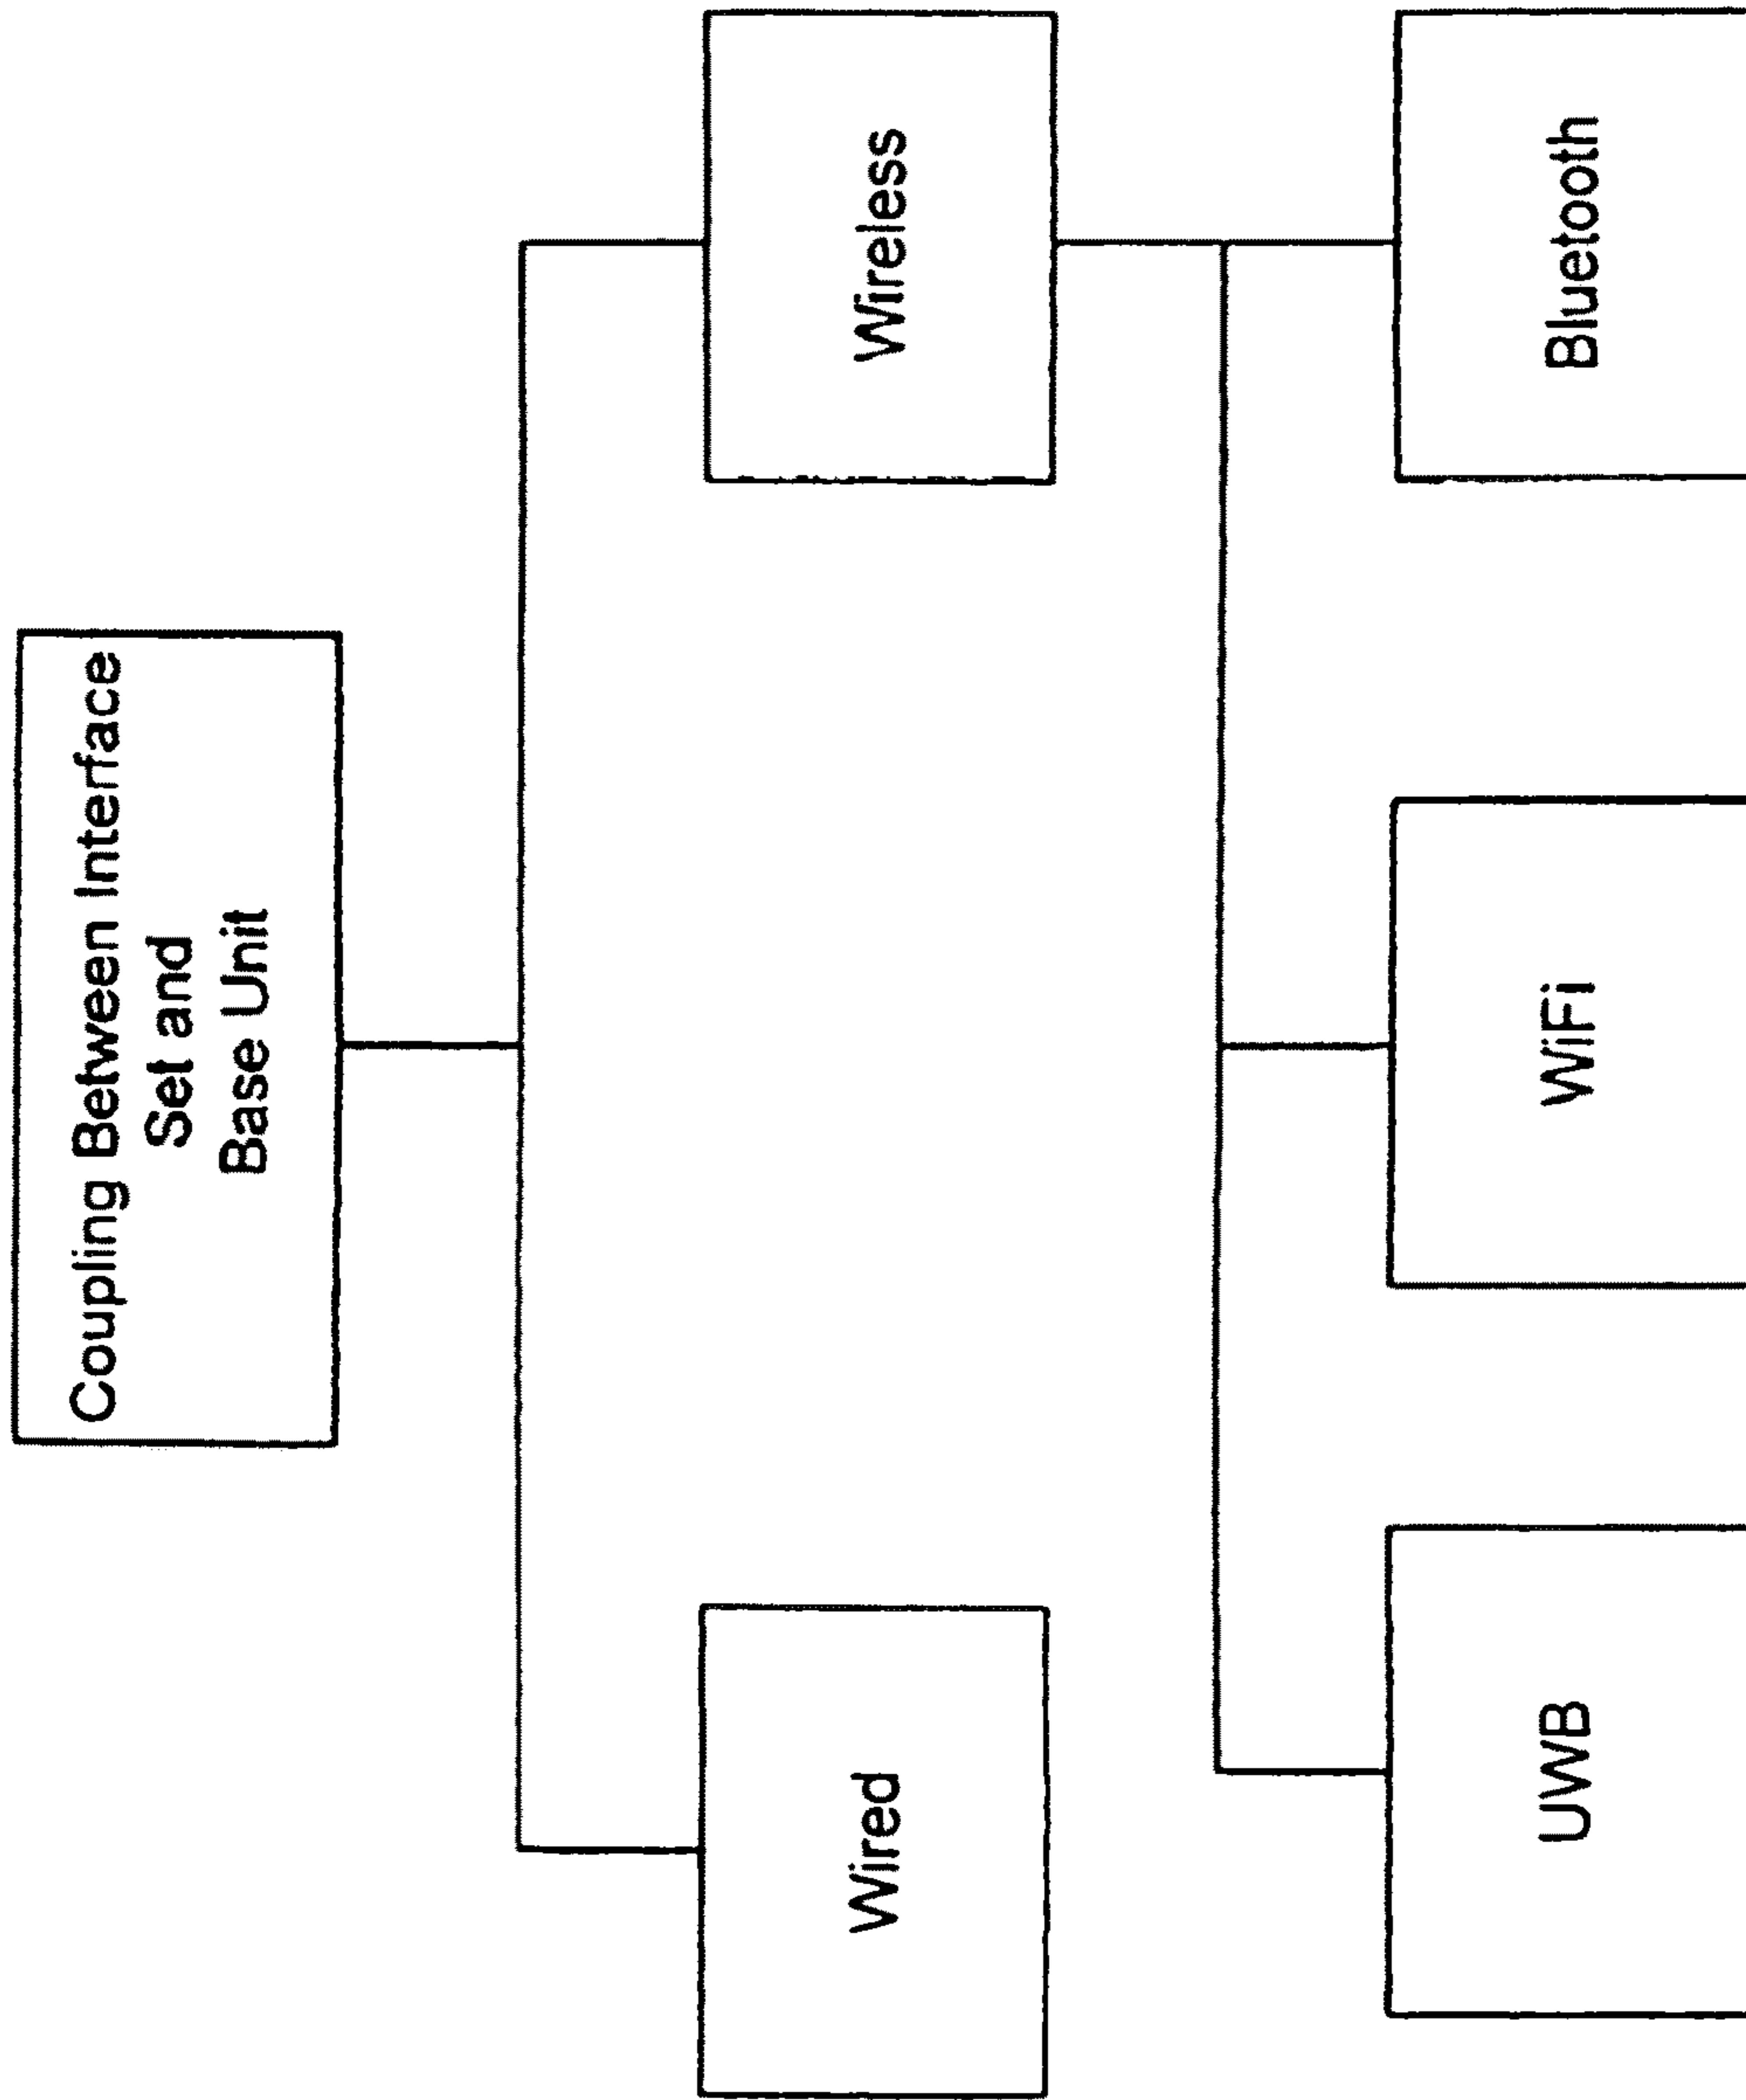 Coupling Between Interface
Set and
Base Unit
Wired
Wireless
UWB
WiFi
Bluetooth